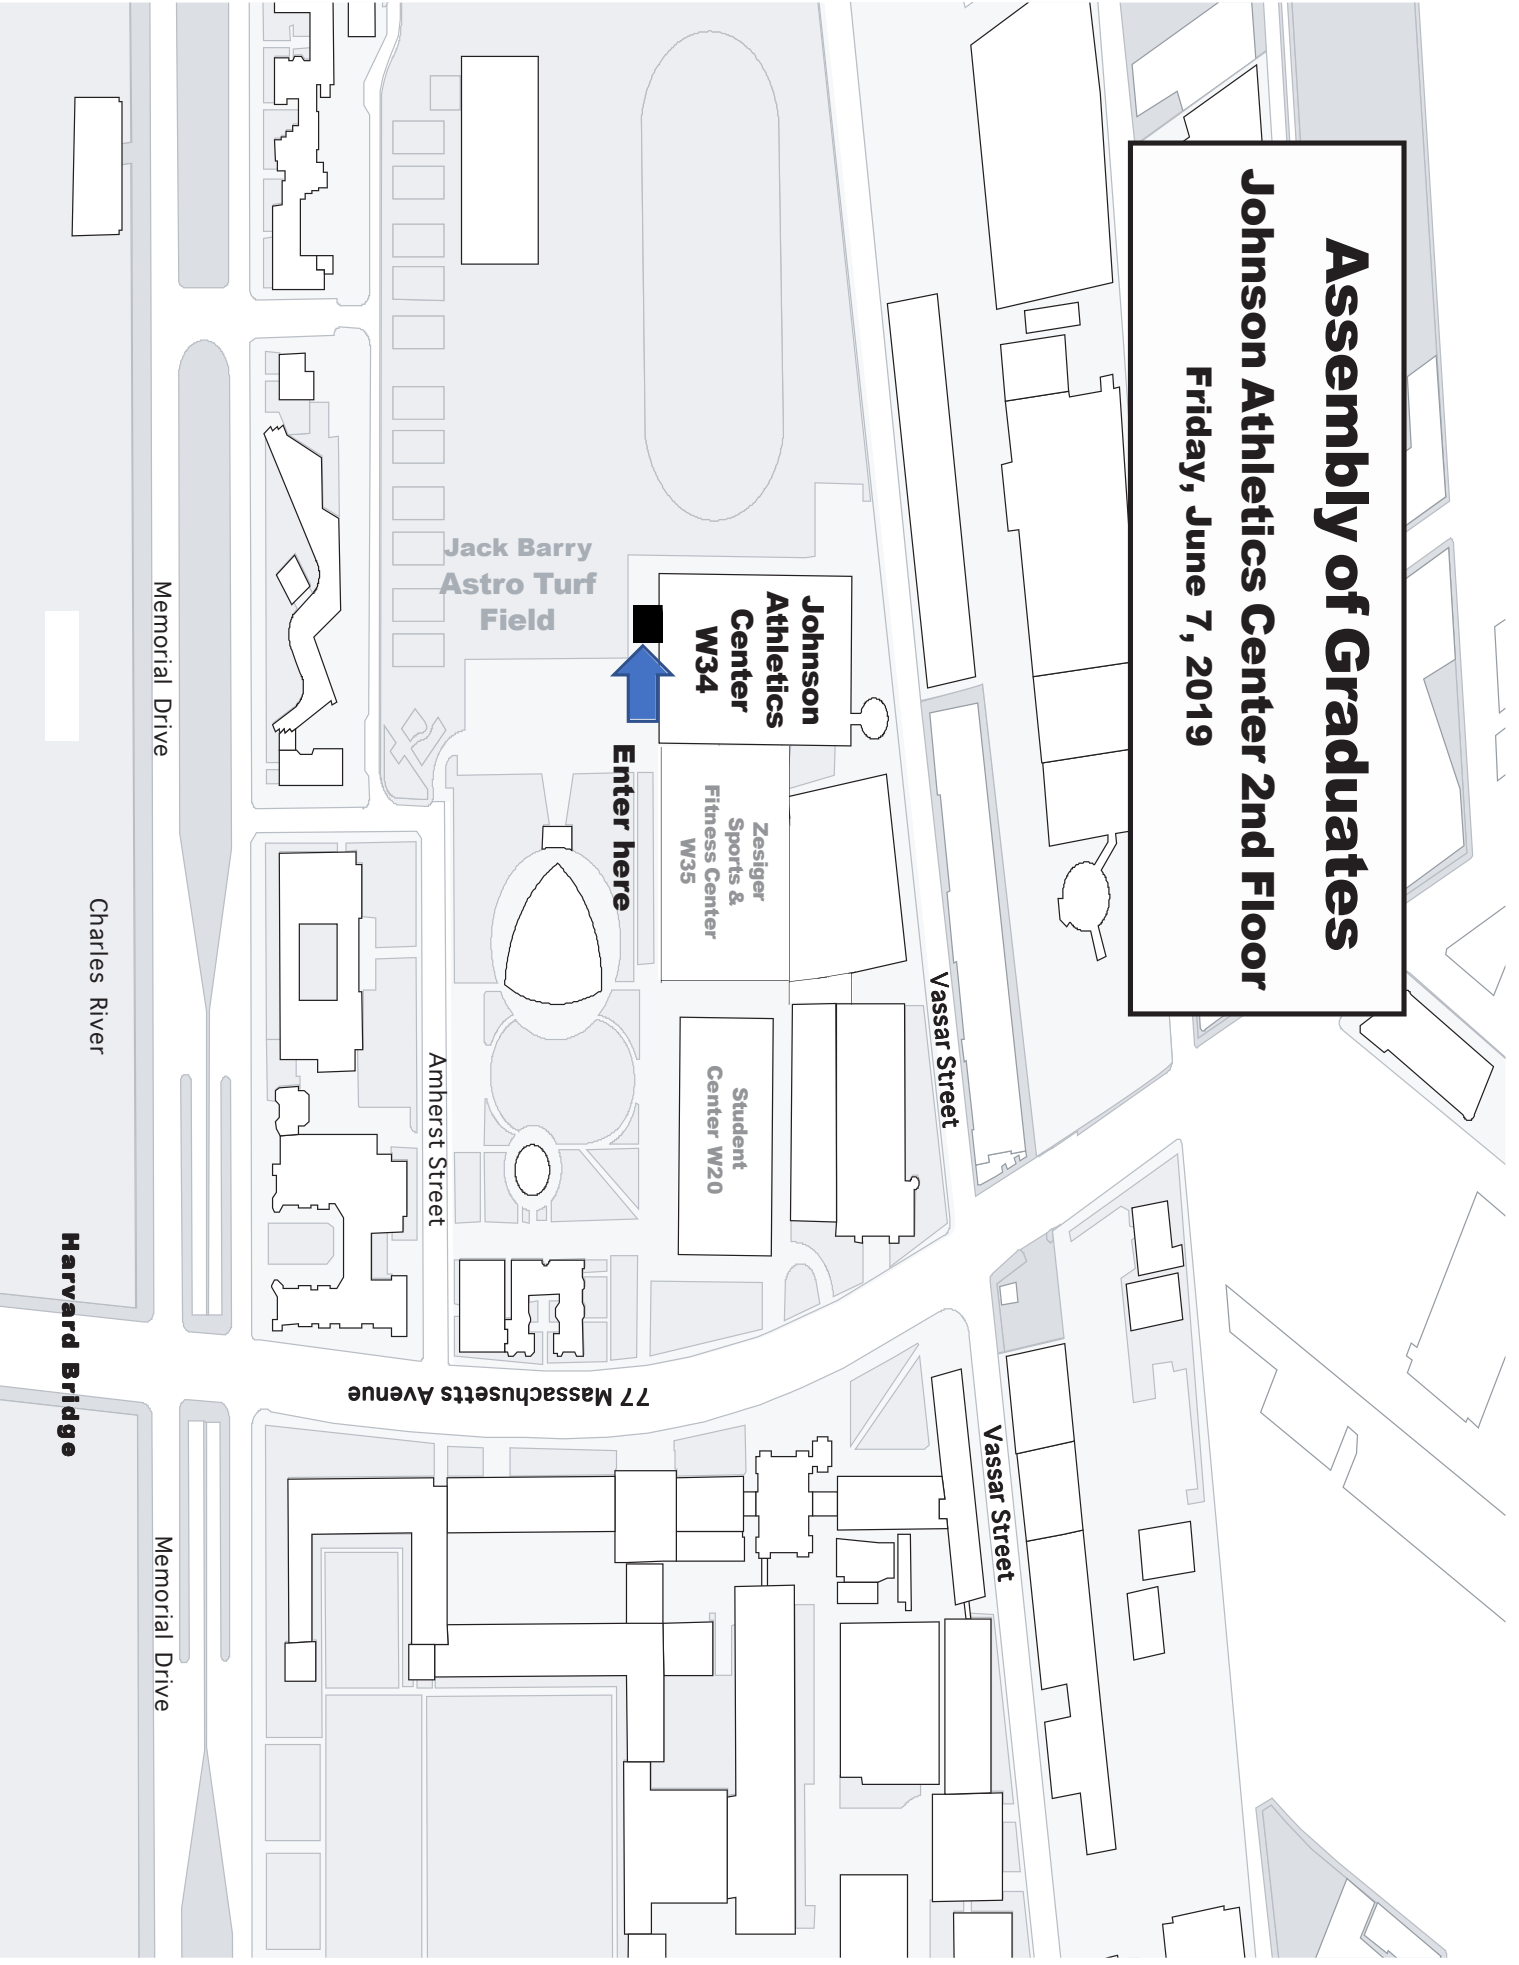 Assembly of Graduates
Johnson Athletics Center 2nd Floor
Friday, June 7, 2019
Jack Barry
Astro Turf
Field
Johnson
Athletics
Center
W34
Enter here
Zesiger
Sports &
Fitness Center
W35
Student
Center W20
Vassar Street
Vassar Street
Amherst Street
77 Massachusetts Avenue
Memorial Drive
Memorial Drive
Charles River
Harvard Bridge